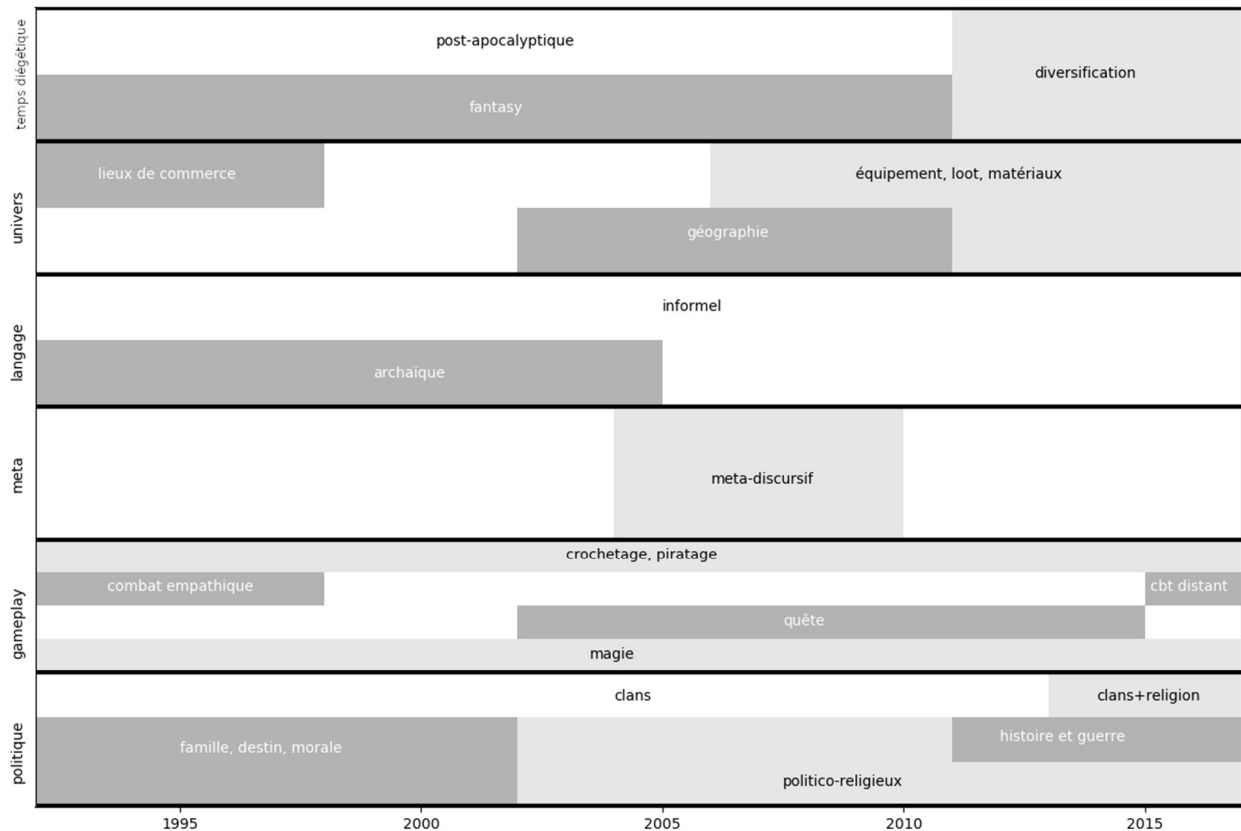 temps diégétique
post-apocalyptique
diversification
fantasy
univers
lieux de commerce
équipement, loot, matériaux
géographie
langage
informel
archaïque
meta
meta-discursif
gameplay
crochetage, piratage
combat empathique
cbt distant
quête
magie
politique
clans
clans+religion
famille, destin, morale
histoire et guerre
politico-religieux
1995 2000 2005 2010 2015